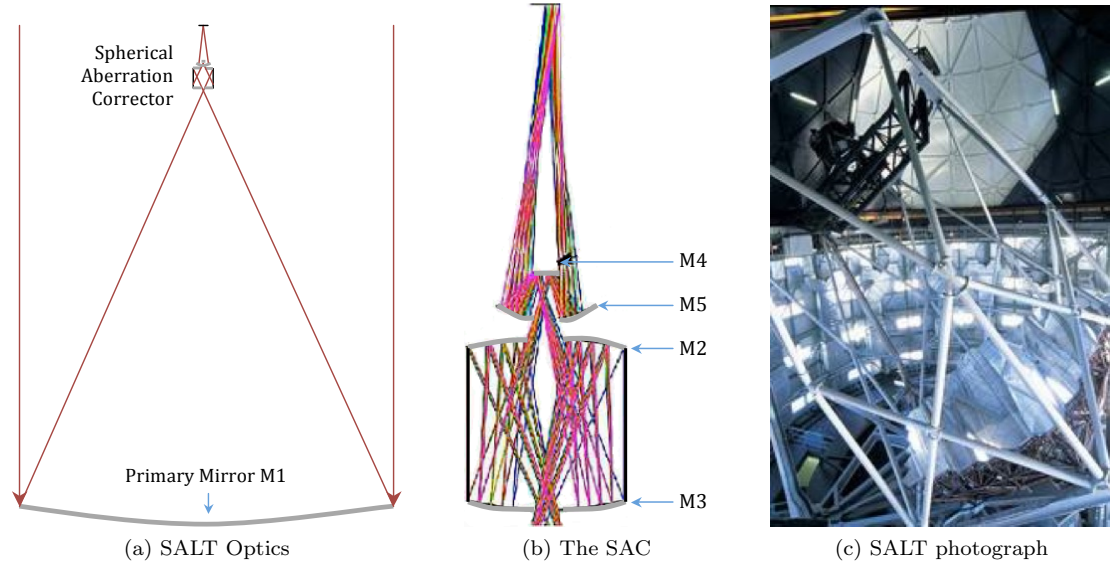 Spherical
Aberration
Corrector
Primary Mirror M1
M4
M5
M2
M3
(a) SALT Optics
(b) The SAC
(c) SALT photograph